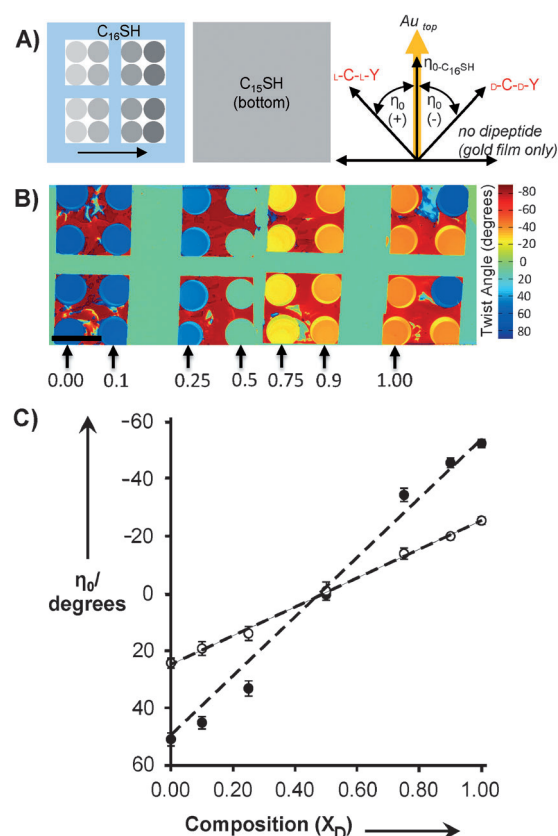 A)
C16SH
C15SH
(bottom)
Au top
η0-C16SH
L-C-L-Y
D-C-D-Y
η0
(+)
η0
(-)
no dipeptide
(gold film only)
B)
-80
-60
-40
-20
0
20
40
60
80
Twist Angle (degrees)
0.00 0.1 0.25 0.5 0.75 0.9 1.00
C)
-60
-40
-20
0
20
40
60
η0/
degrees
0.00 0.20 0.40 0.60 0.80 1.00
Composition (XD)